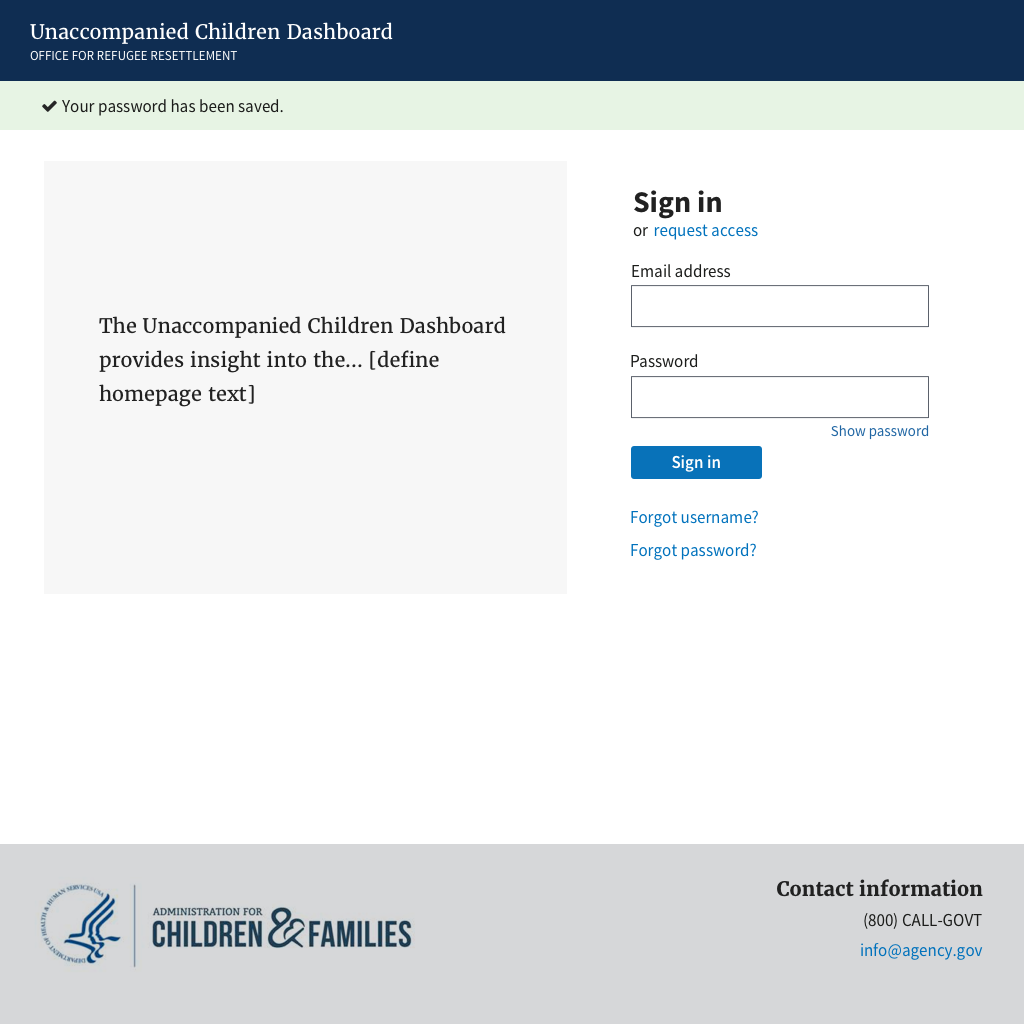 Unaccompanied Children Dashboard
OFFICE FOR REFUGEE RESETTLEMENT
Your password has been saved.
The Unaccompanied Children Dashboard
provides insight into the... [define
homepage text]
Sign in
or request access
Email address
Password
Show password
Sign in
Forgot username?
Forgot password?
DEPARTMENT OF HEALTH & HUMAN SERVICES USA
ADMINISTRATION FOR
CHILDREN & FAMILIES
Contact information
(800) CALL-GOVT
info@agency.gov